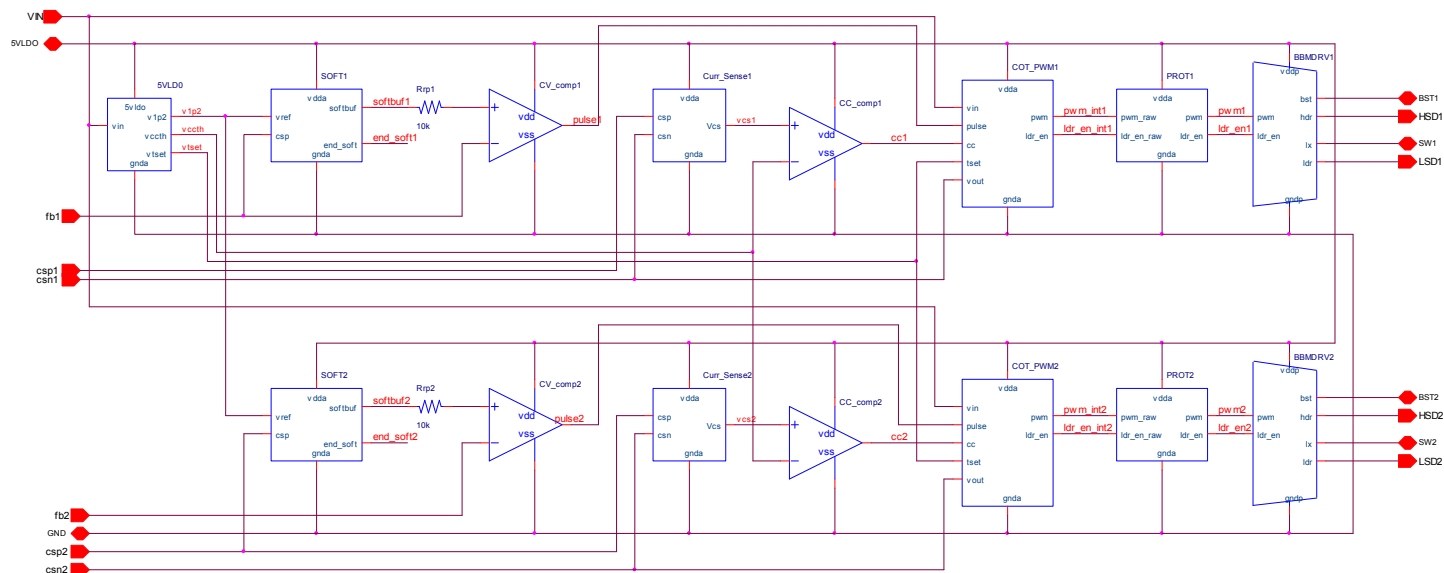 VIN
5VLDO
5VLD0
5vldo
vin
v1p2
vccth
vtset
gnda
v1p2
vccth
vtset
SOFT1
vdda
vref
csp
softbuf
end_soft
gnda
softbuf1
end_soft1
Rrp1
10k
CV_comp1
+
−
vdd
vss
pulse1
Curr_Sense1
vdda
csp
csn
Vcs
gnda
vcs1
CC_comp1
+
−
vdd
vss
cc1
COT_PWM1
vdda
vin
pulse
cc
tset
vout
pwm
ldr_en
gnda
pwm_int1
ldr_en_int1
PROT1
vdda
pwm_raw
ldr_en_raw
gnda
pwm1
ldr_en1
BBMDRV1
vddp
pwm
ldr_en
bst
hdr
lx
ldr
gndp
BST1
HSD1
SW1
LSD1
fb1
csp1
csn1
SOFT2
vdda
vref
csp
softbuf
end_soft
gnda
softbuf2
end_soft2
Rrp2
10k
CV_comp2
+
−
vdd
vss
pulse2
Curr_Sense2
vdda
csp
csn
Vcs
gnda
vcs2
CC_comp2
+
−
vdd
vss
cc2
COT_PWM2
vdda
vin
pulse
cc
tset
vout
pwm
ldr_en
gnda
pwm_int2
ldr_en_int2
PROT2
vdda
pwm_raw
ldr_en_raw
gnda
pwm2
ldr_en2
BBMDRV2
vddp
pwm
ldr_en
bst
hdr
lx
ldr
gndp
BST2
HSD2
SW2
LSD2
fb2
GND
csp2
csn2